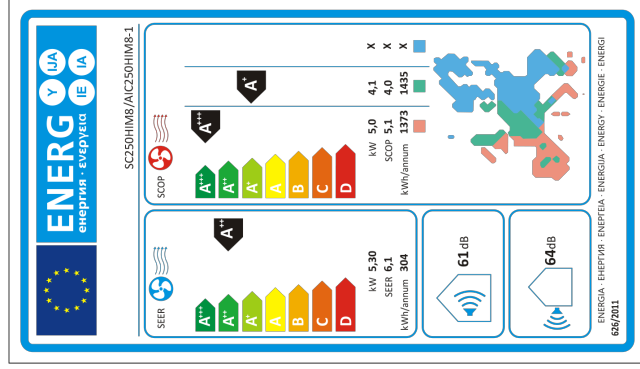 ENERG
енергия · ενεργεια
Y IJA
IE IA
SC250HIM8/AIC250HIM8-1
SEER
SCOP
A+++
A++
A+
A
B
C
D
A++
A+++
A++
A+
A
B
C
D
A+++
A+
kW 5,30
SEER 6,1
kWh/annum 304
kW 5,0 4,1 X
SCOP 5,1 4,0 X
kWh/annum 1373 1435 X
61 dB
64dB
ENERGIA · ЕНЕРГИЯ · ΕΝΕΡΓΕΙΑ · ENERGIJA · ENERGY · ENERGIE · ENERGI
626/2011